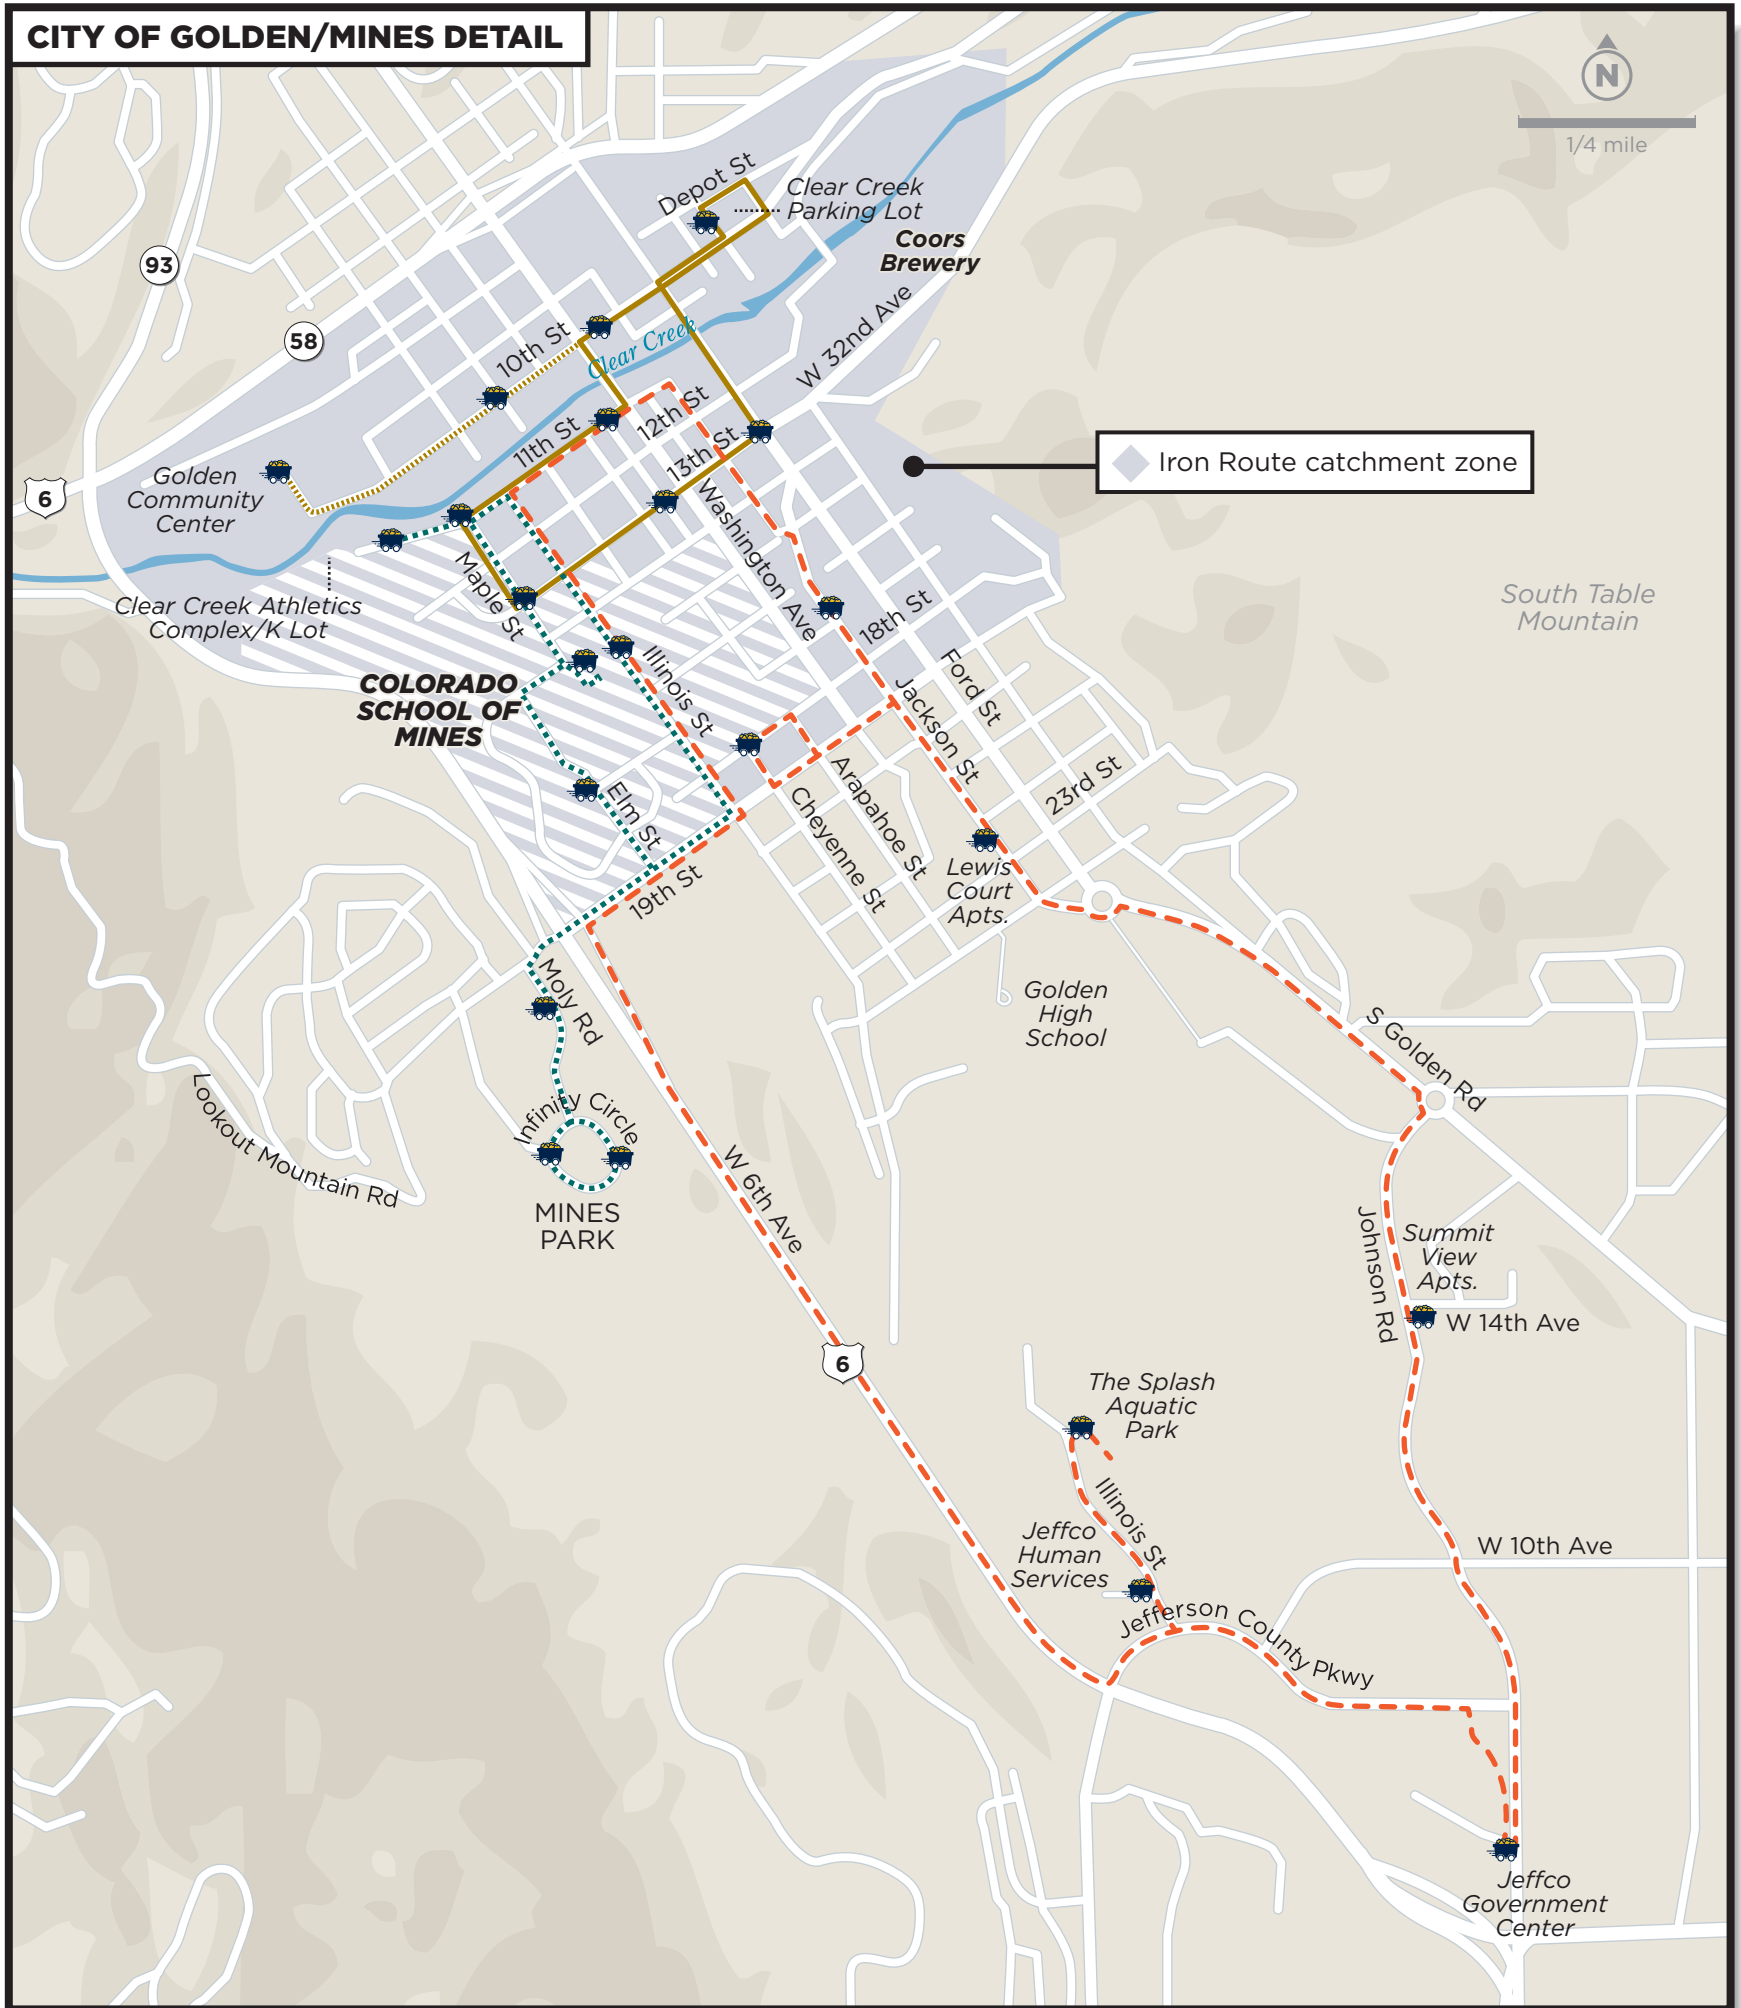 CITY OF GOLDEN/MINES DETAIL
N
1/4 mile
Depot St
Clear Creek
Parking Lot
Coors
Brewery
93
58
10th St
Clear Creek
W 32nd Ave
12th St
11th St
13th St
Iron Route catchment zone
6
Golden
Community
Center
Washington Ave
Maple St
Clear Creek Athletics
Complex/K Lot
18th St
South Table
Mountain
COLORADO
SCHOOL OF
MINES
Illinois St
Ford St
Jackson St
Arapahoe St
Cheyenne St
23rd St
Elm St
19th St
Lewis
Court
Apts.
Moly Rd
Golden
High
School
S Golden Rd
Lookout Mountain Rd
Infinity Circle
MINES
PARK
W 6th Ave
Johnson Rd
Summit
View
Apts.
W 14th Ave
6
The Splash
Aquatic
Park
Illinois St
Jeffco
Human
Services
W 10th Ave
Jefferson County Pkwy
Jeffco
Government
Center